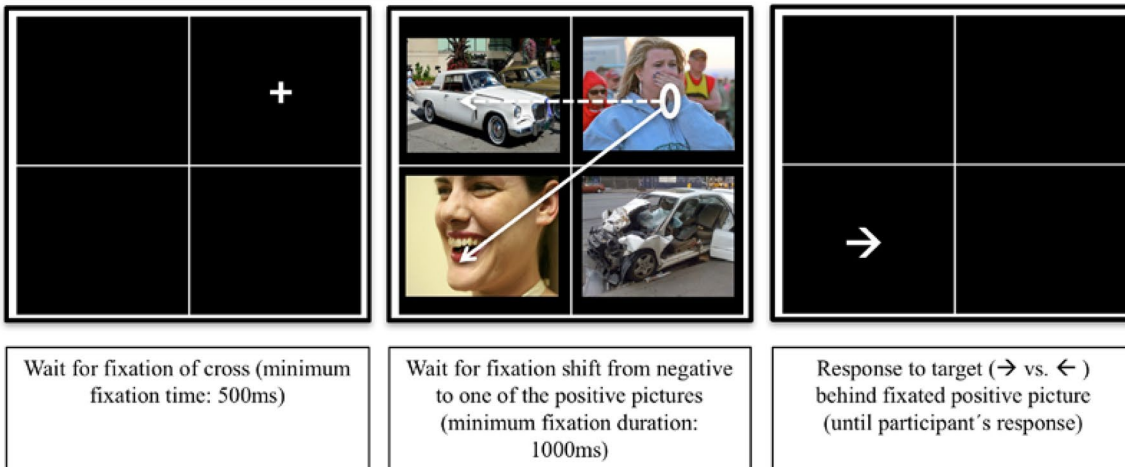 Wait for fixation of cross (minimum
fixation time: 500ms)
Wait for fixation shift from negative
to one of the positive pictures
(minimum fixation duration:
1000ms)
Response to target (→ vs. ← )
behind fixated positive picture
(until participant´s response)